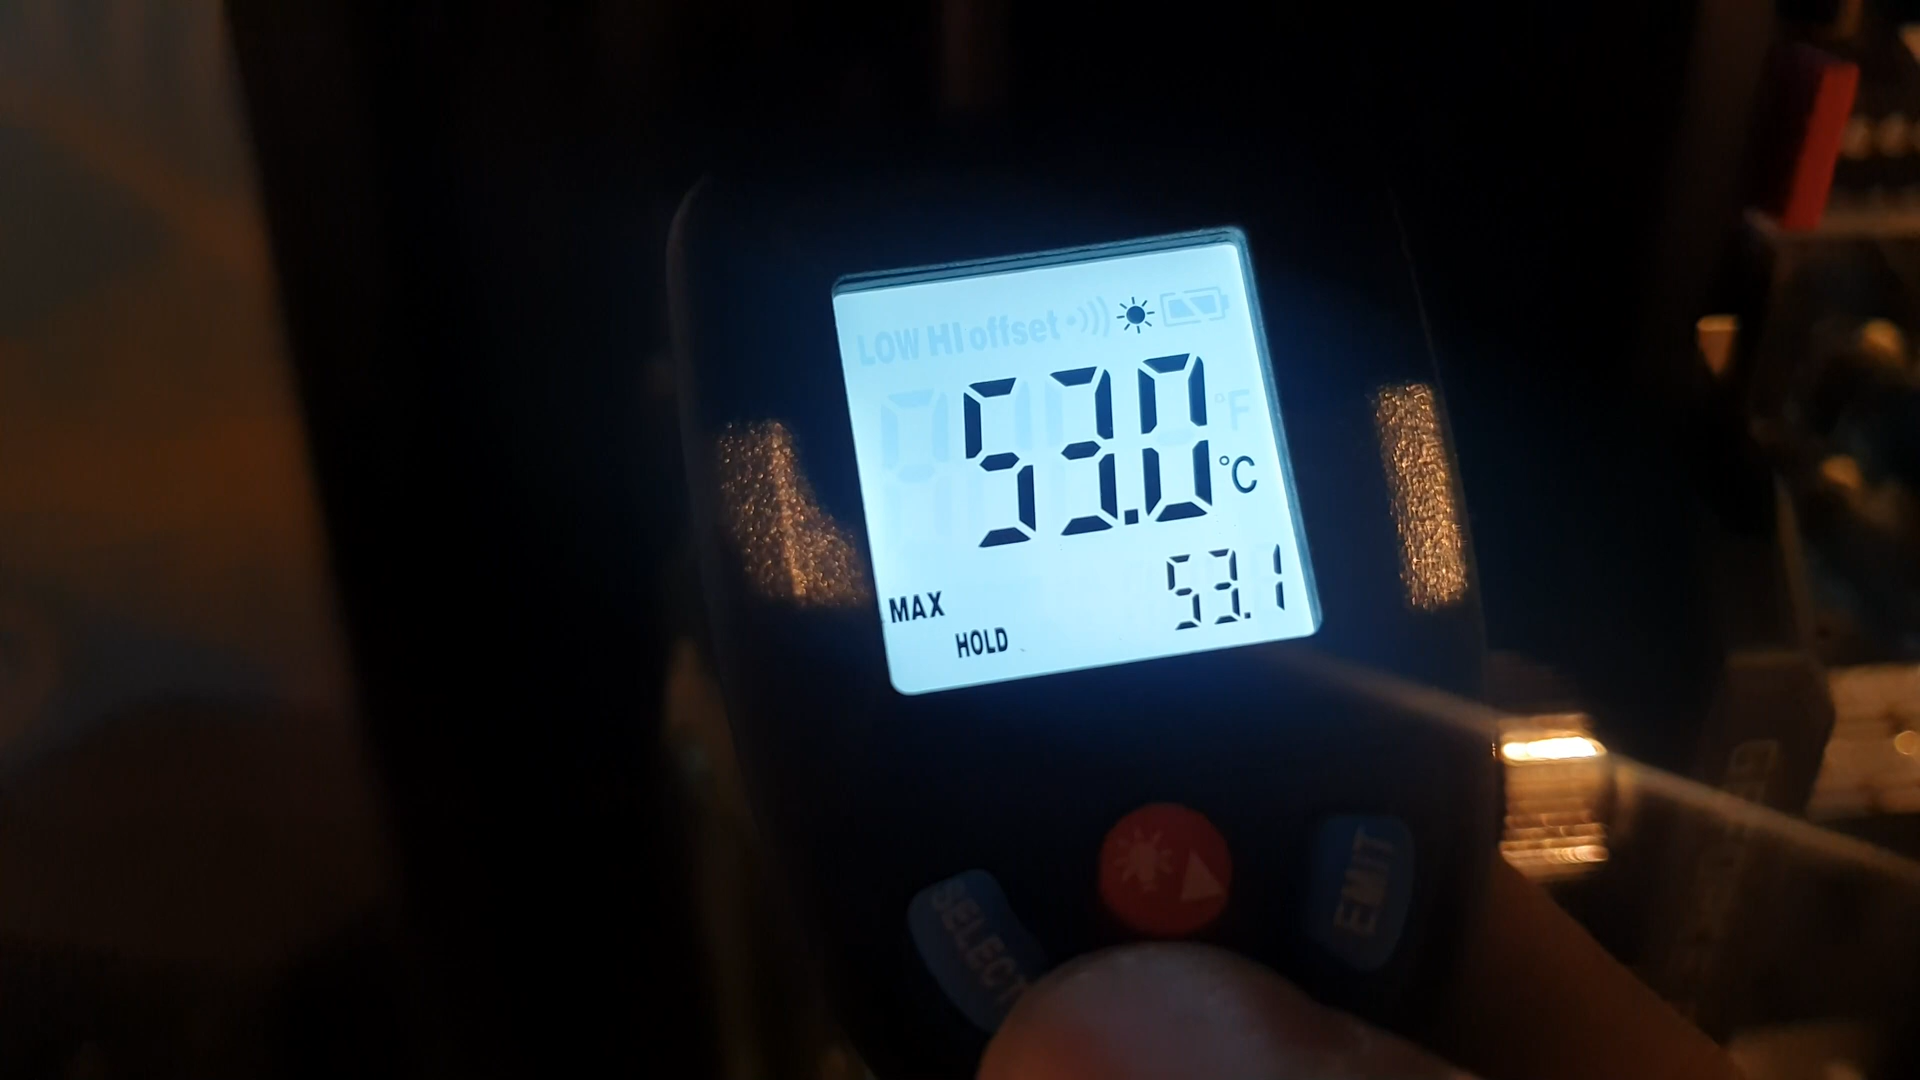 LOW HI offset
°F
53.0 °C
MAX 53.1
HOLD
SELECT
EMIT